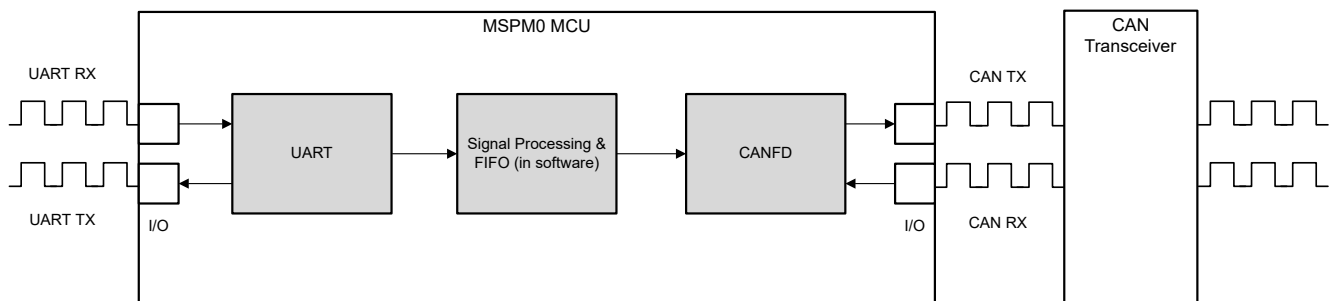 MSPM0 MCU
CAN
Transceiver
UART RX
CAN TX
UART
Signal Processing &
FIFO (in software)
CANFD
UART TX
I/O
I/O
CAN RX